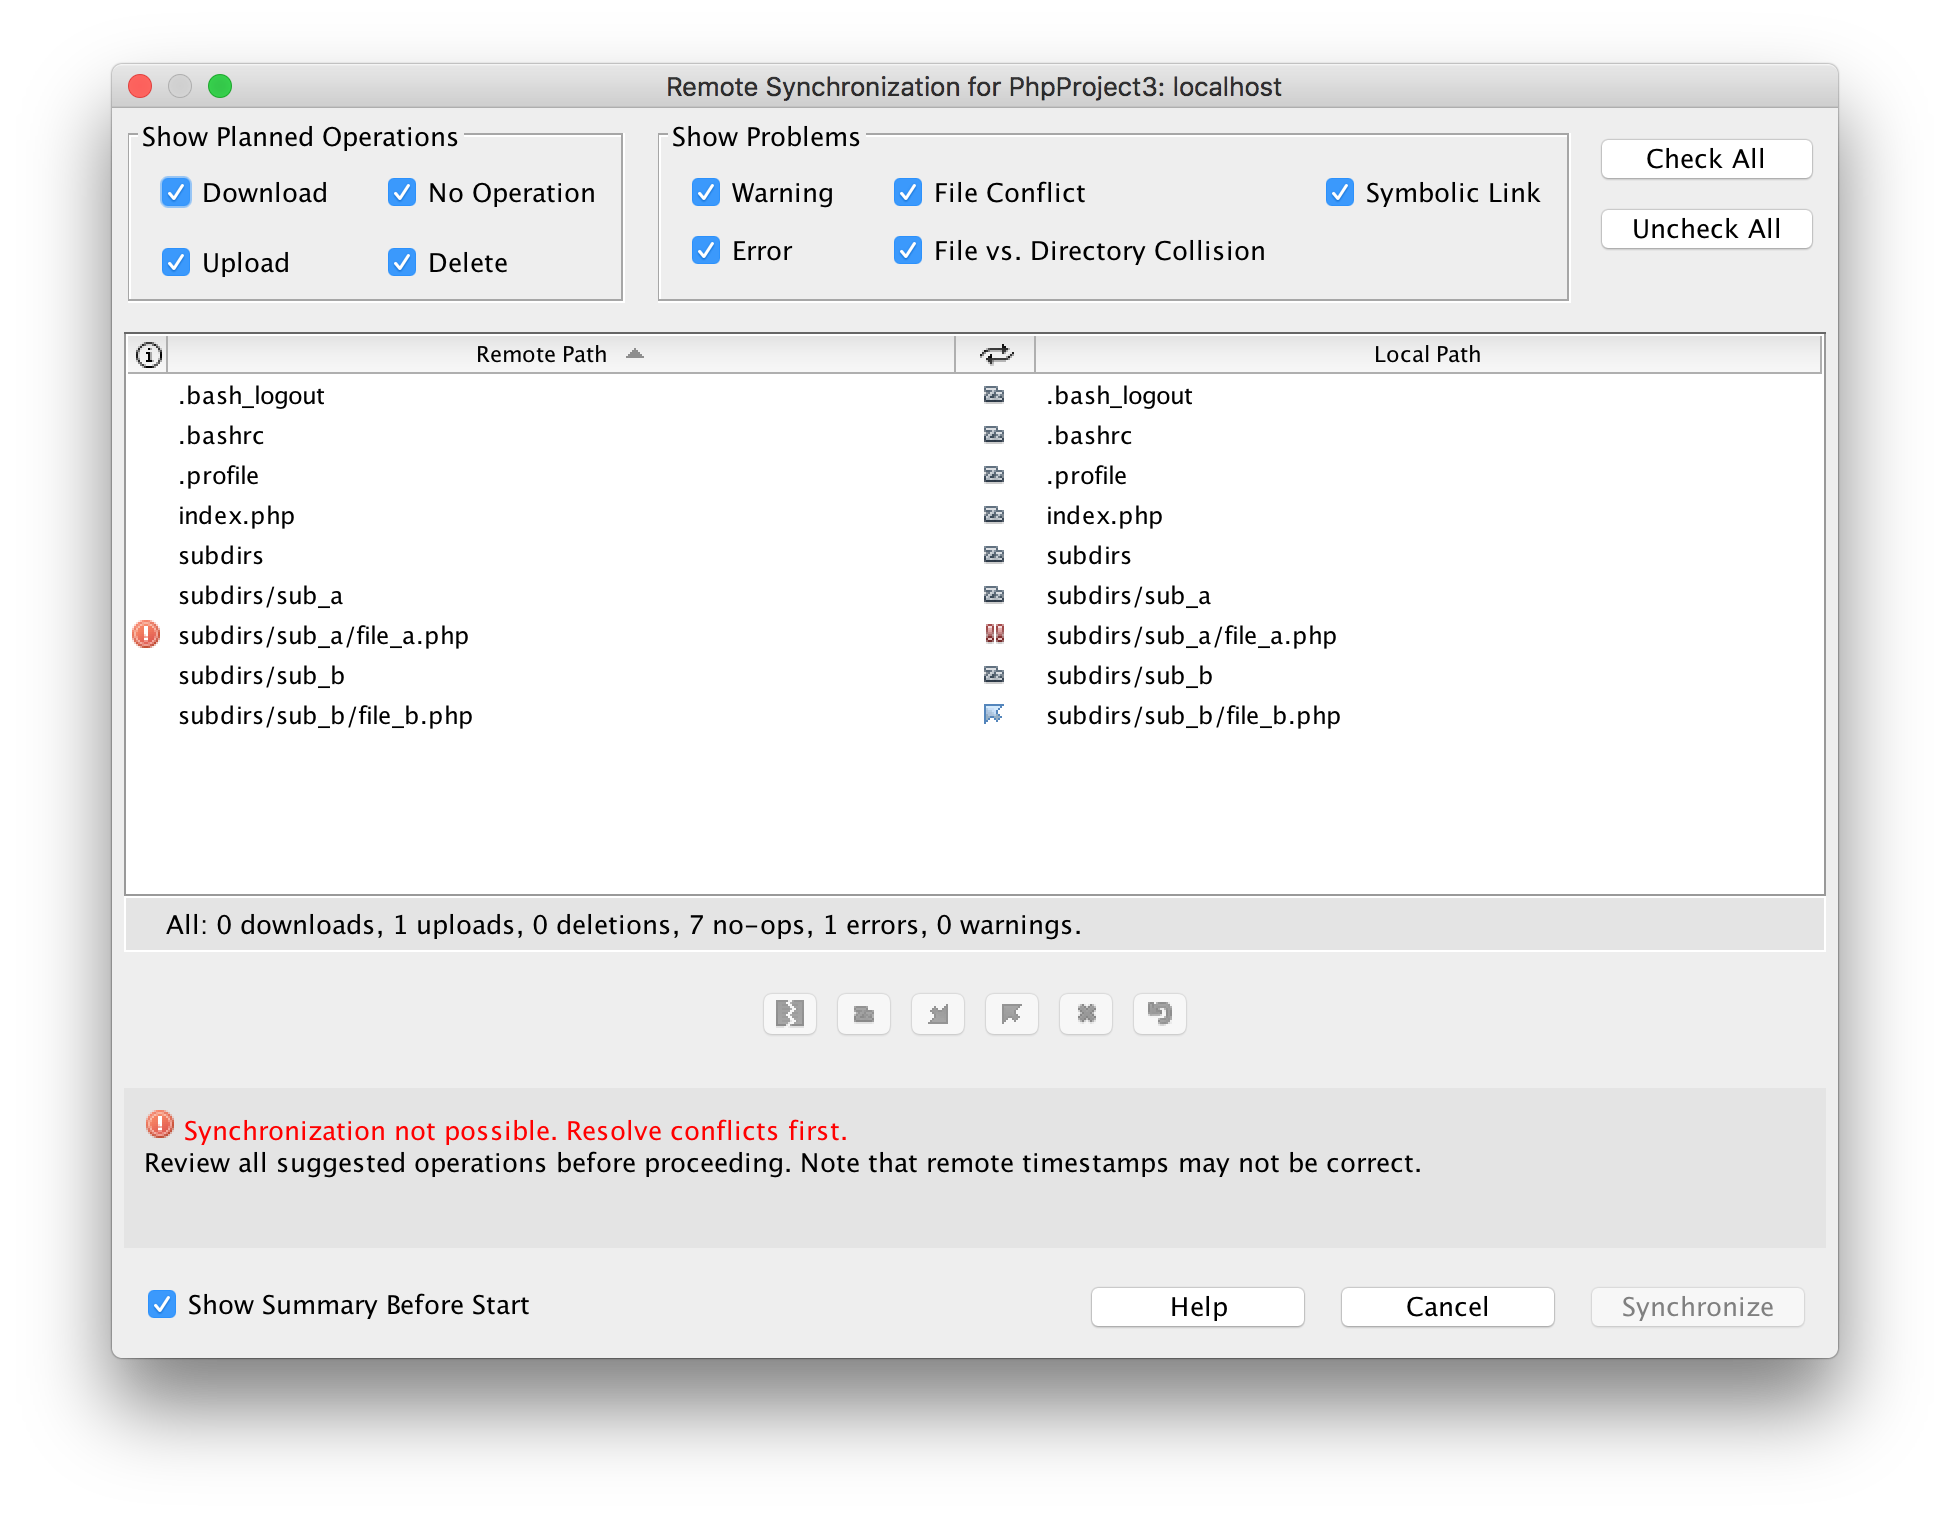 Remote Synchronization for PhpProject3: localhost
Show Planned Operations
Download No Operation
Upload Delete
Show Problems
Warning File Conflict Symbolic Link
Error File vs. Directory Collision
Check All
Uncheck All
Remote Path Local Path
.bash_logout .bash_logout
.bashrc .bashrc
.profile .profile
index.php index.php
subdirs subdirs
subdirs/sub_a subdirs/sub_a
subdirs/sub_a/file_a.php subdirs/sub_a/file_a.php
subdirs/sub_b subdirs/sub_b
subdirs/sub_b/file_b.php subdirs/sub_b/file_b.php
All: 0 downloads, 1 uploads, 0 deletions, 7 no-ops, 1 errors, 0 warnings.
Synchronization not possible. Resolve conflicts first.
Review all suggested operations before proceeding. Note that remote timestamps may not be correct.
Show Summary Before Start
Help Cancel Synchronize